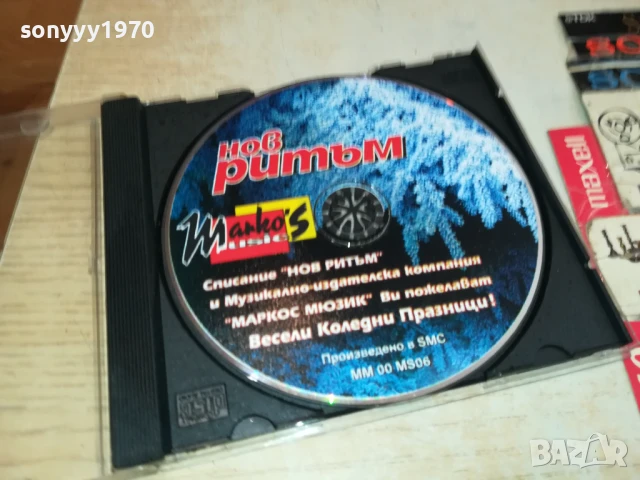 sonyyy1970
нов
ритъм
Marko's
Music
Списание "НОВ РИТЪМ"
и Музикално-издателска компания
"МАРКОС МЮЗИК" Ви пожелават
Весели Коледни Празници!
Произведено в SMC
MM 00 MS06
maxell
BAZAR
bg